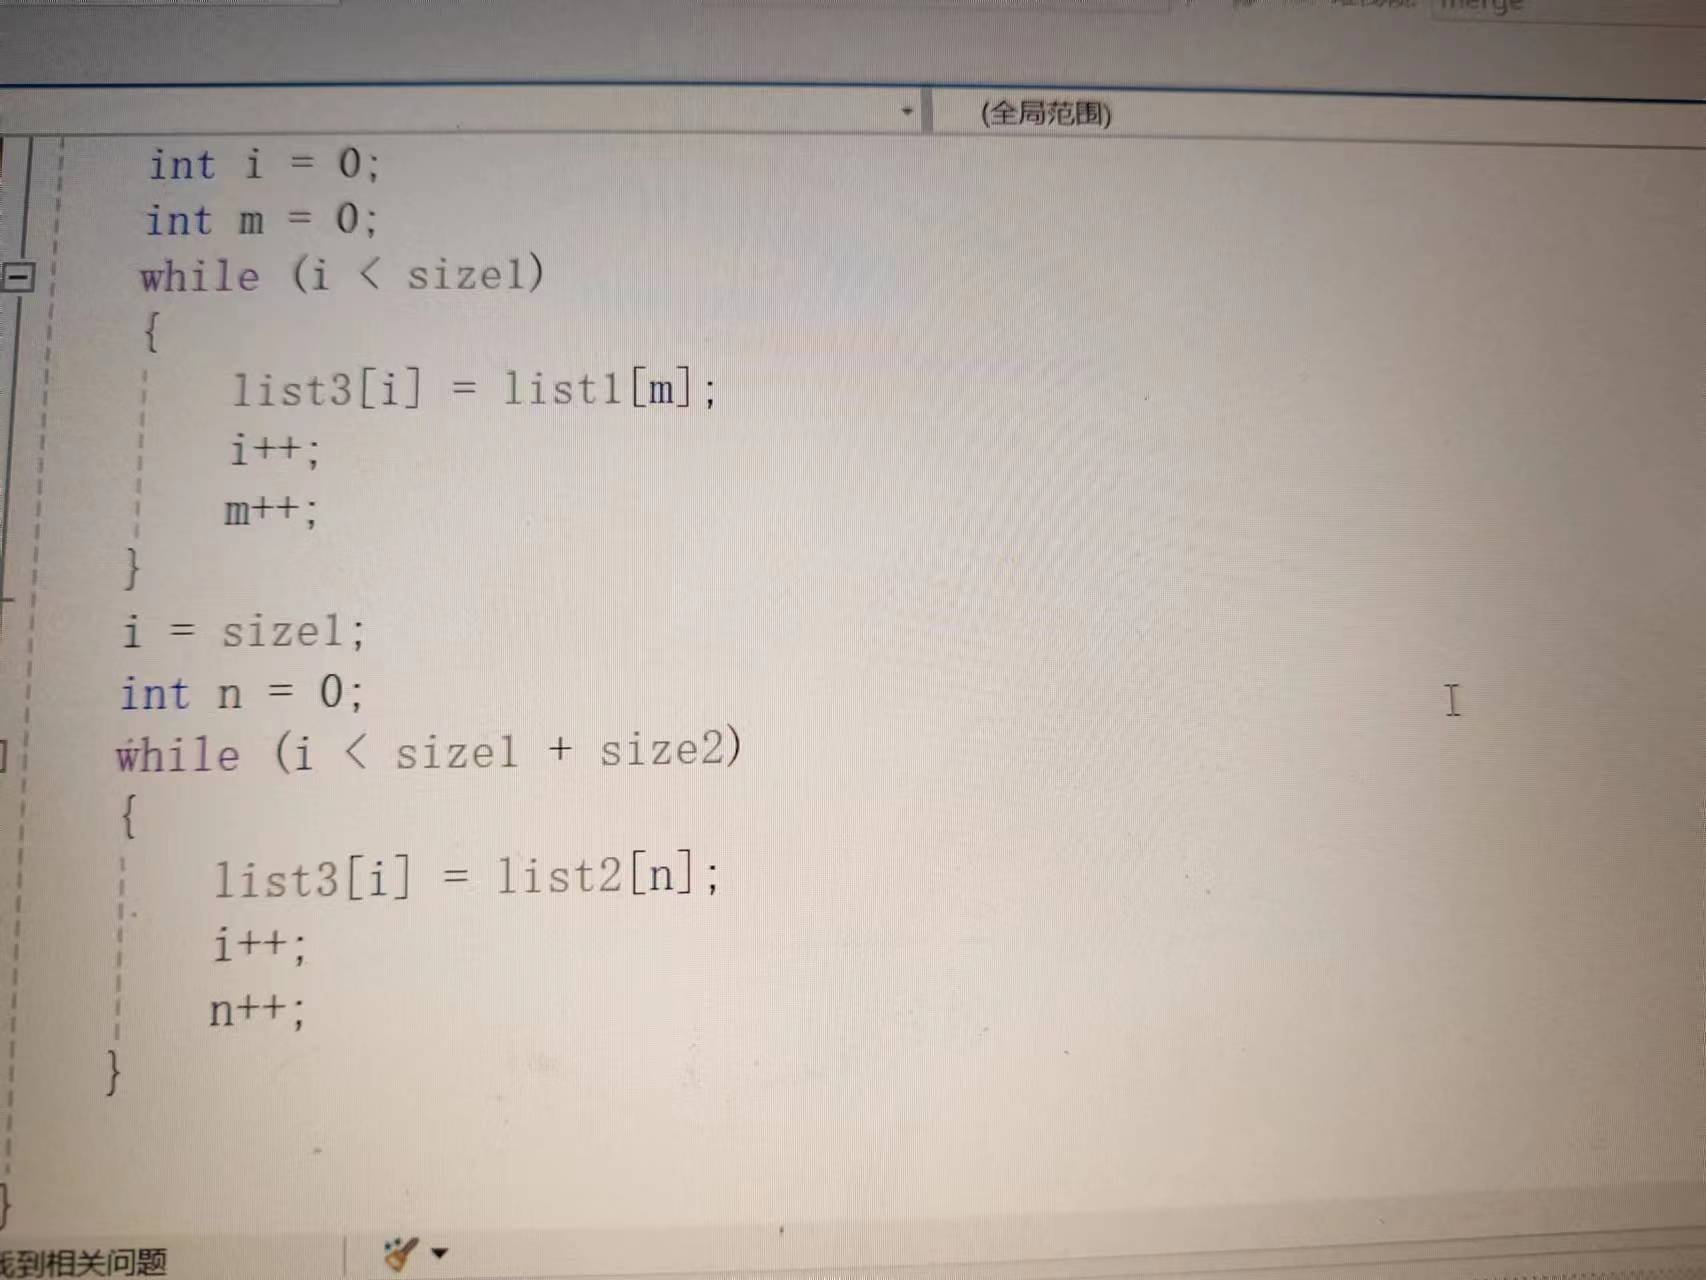 merge
(全局范围)
int i = 0;
int m = 0;
while (i < size1)
{
list3[i] = list1[m];
i++;
m++;
}
i = size1;
int n = 0;
while (i < size1 + size2)
{
list3[i] = list2[n];
i++;
n++;
}
}
到相关问题